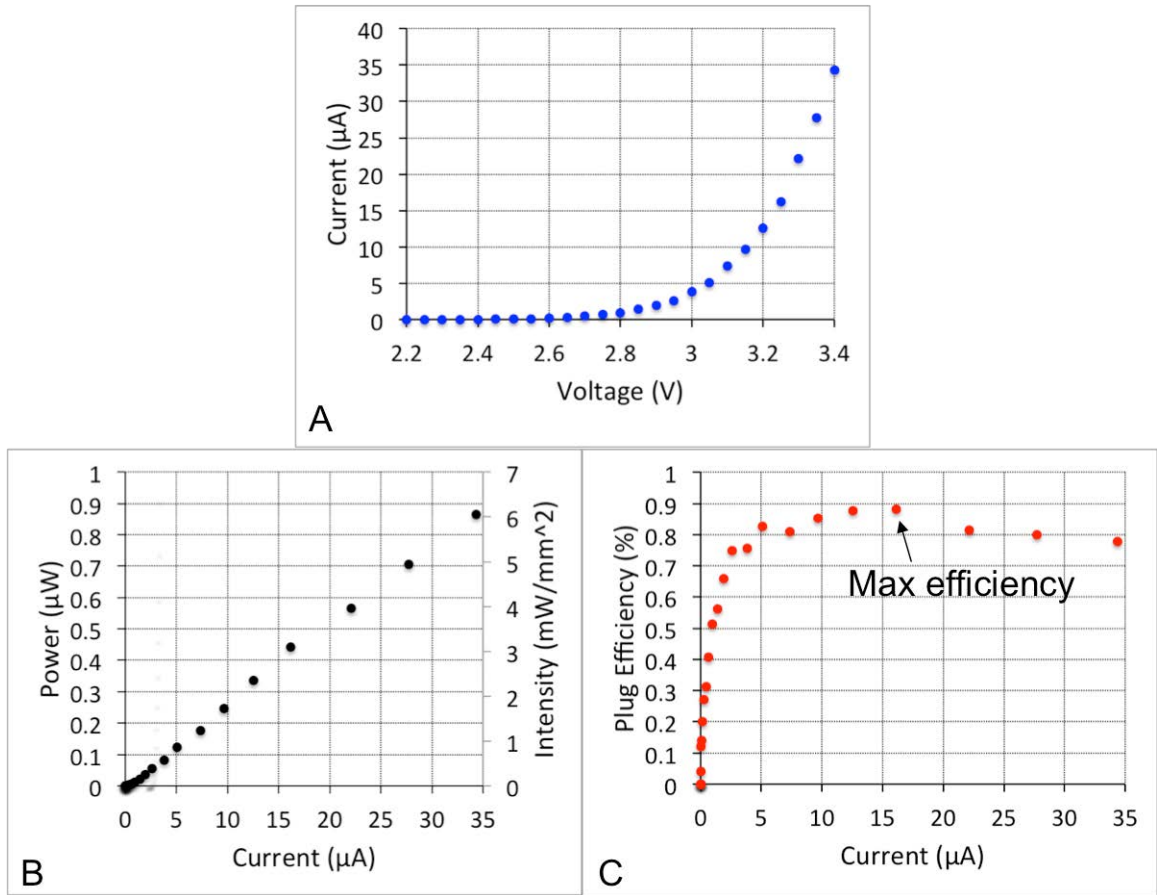 40
35
30
25
20
15
10
5
0
Current (µA)
2.2 2.4 2.6 2.8 3 3.2 3.4
Voltage (V)
A
1
0.9
0.8
0.7
0.6
0.5
0.4
0.3
0.2
0.1
0
Power (µW)
7
6
5
4
3
2
1
0
Intensity (mW/mm^2)
0 5 10 15 20 25 30 35
Current (µA)
B
1
0.9
0.8
0.7
0.6
0.5
0.4
0.3
0.2
0.1
0
Plug Efficiency (%)
Max efficiency
0 5 10 15 20 25 30 35
Current (µA)
C